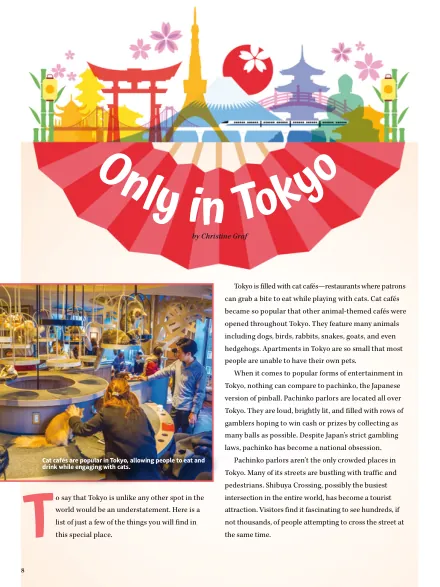 Only in Tokyo
by Christine Graf
Cat cafés are popular in Tokyo, allowing people to eat and
drink while engaging with cats.
To say that Tokyo is unlike any other spot in the
world would be an understatement. Here is a
list of just a few of the things you will find in
this special place.
Tokyo is filled with cat cafés—restaurants where patrons
can grab a bite to eat while playing with cats. Cat cafés
became so popular that other animal-themed cafés were
opened throughout Tokyo. They feature many animals
including dogs, birds, rabbits, snakes, goats, and even
hedgehogs. Apartments in Tokyo are so small that most
people are unable to have their own pets.
When it comes to popular forms of entertainment in
Tokyo, nothing can compare to pachinko, the Japanese
version of pinball. Pachinko parlors are located all over
Tokyo. They are loud, brightly lit, and filled with rows of
gamblers hoping to win cash or prizes by collecting as
many balls as possible. Despite Japan's strict gambling
laws, pachinko has become a national obsession.
Pachinko parlors aren't the only crowded places in
Tokyo. Many of its streets are bustling with traffic and
pedestrians. Shibuya Crossing, possibly the busiest
intersection in the entire world, has become a tourist
attraction. Visitors find it fascinating to see hundreds, if
not thousands, of people attempting to cross the street at
the same time.
8